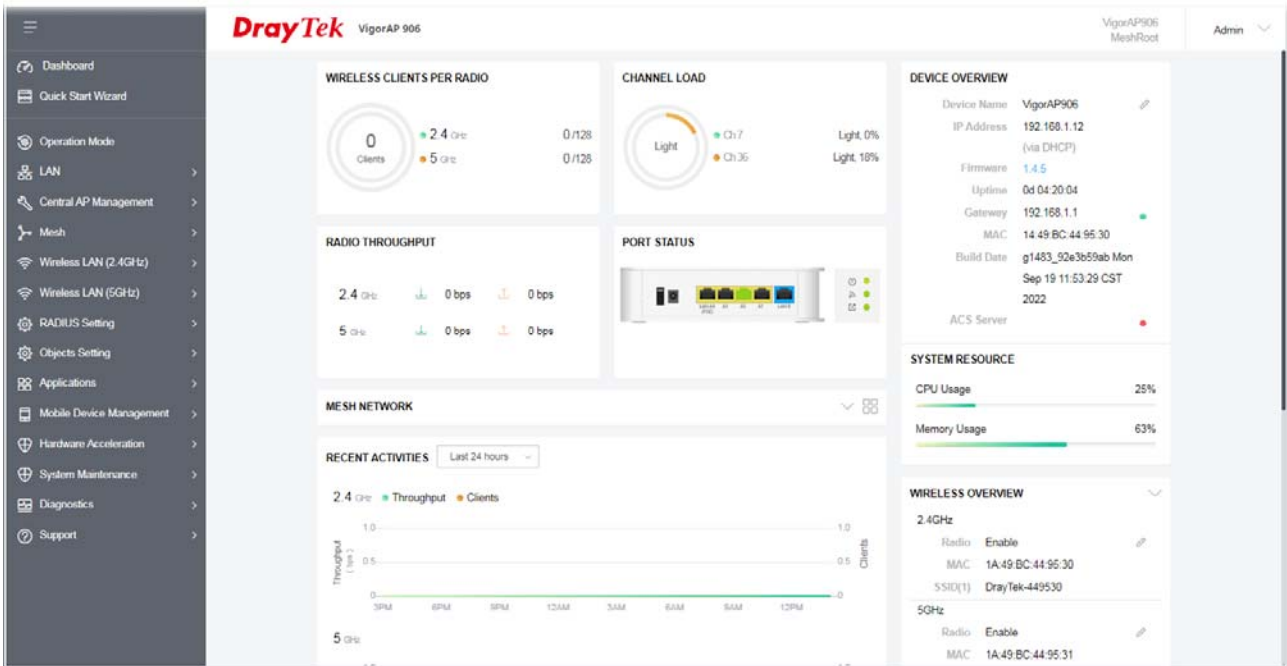 DrayTek VigorAP 906
VigorAP906
MeshRoot
Admin
Dashboard
Quick Start Wizard
Operation Mode
LAN
Central AP Management
Mesh
Wireless LAN (2.4GHz)
Wireless LAN (5GHz)
RADIUS Setting
Objects Setting
Applications
Mobile Device Management
Hardware Acceleration
System Maintenance
Diagnostics
Support
WIRELESS CLIENTS PER RADIO
0
Clients
2.4 GHz 0/128
5 GHz 0/128
CHANNEL LOAD
Light
Ch 7 Light, 0%
Ch 36 Light, 18%
RADIO THROUGHPUT
2.4 GHz 0 bps 0 bps
5 GHz 0 bps 0 bps
PORT STATUS
MESH NETWORK
RECENT ACTIVITIES Last 24 hours
2.4 GHz Throughput Clients
Throughput
( bps )
1.0 1.0
0.5 0.5
0 0
Clients
3PM 6PM 9PM 12AM 3AM 6AM 9AM 12PM
5 GHz
DEVICE OVERVIEW
Device Name VigorAP906
IP Address 192.168.1.12
(via DHCP)
Firmware 1.4.5
Uptime 0d 04:20:04
Gateway 192.168.1.1
MAC 14:49:BC:44:95:30
Build Date g1483_92e3b59ab Mon
Sep 19 11:53:29 CST
2022
ACS Server
SYSTEM RESOURCE
CPU Usage 25%
Memory Usage 63%
WIRELESS OVERVIEW
2.4GHz
Radio Enable
MAC 1A:49:BC:44:95:30
SSID(1) DrayTek-449530
5GHz
Radio Enable
MAC 1A:49:BC:44:95:31